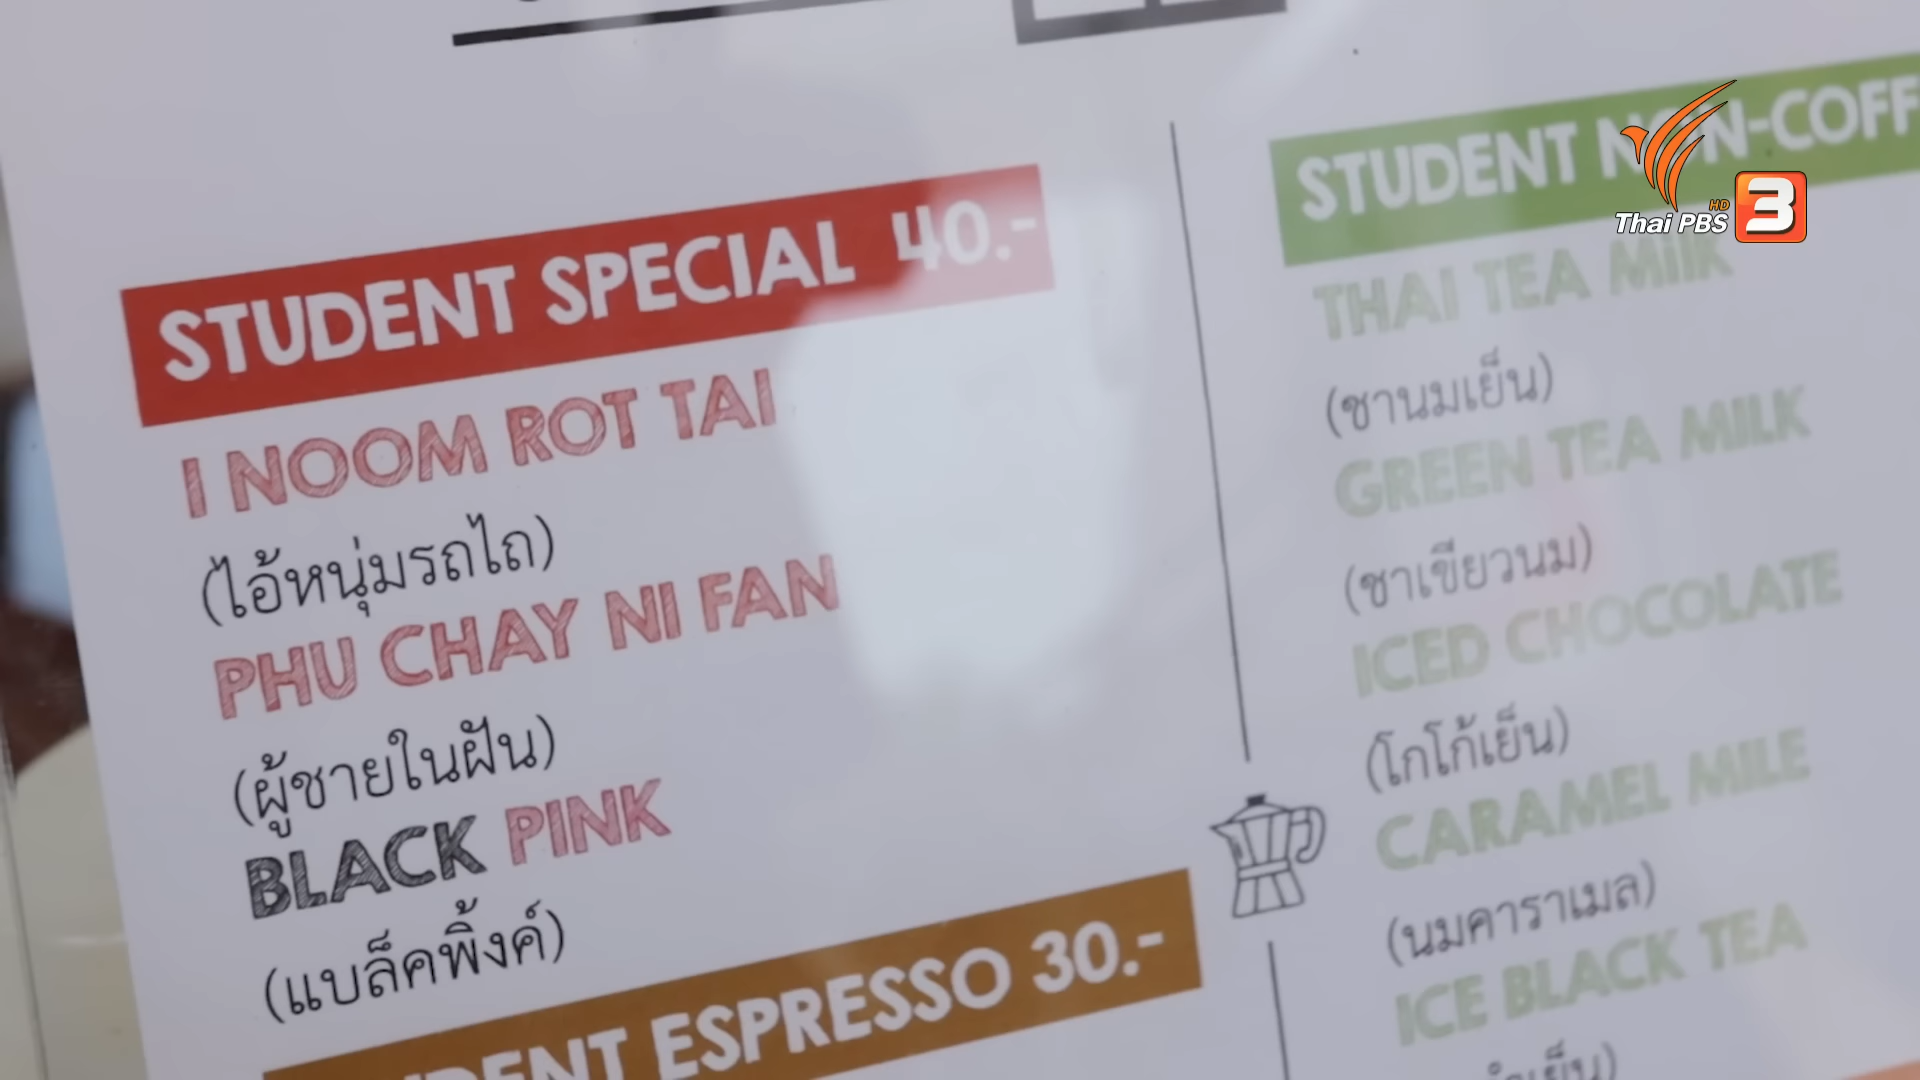 STUDENT SPECIAL 40.-
I NOOM ROT TAI
(ไอ้หนุ่มรถไถ)
PHU CHAY NI FAN
(ผู้ชายในฝัน)
BLACK PINK
(แบล็คพิ้งค์)
ESPRESSO 30.-
STUDENT NON-COFF
THAI TEA MilK
(ชานมเย็น)
GREEN TEA MILK
(ชาเขียวนม)
ICED CHOCOLATE
(โกโก้เย็น)
CARAMEL MILE
(นมคาราเมล)
ICE BLACK TEA
Thai PBS HD 3